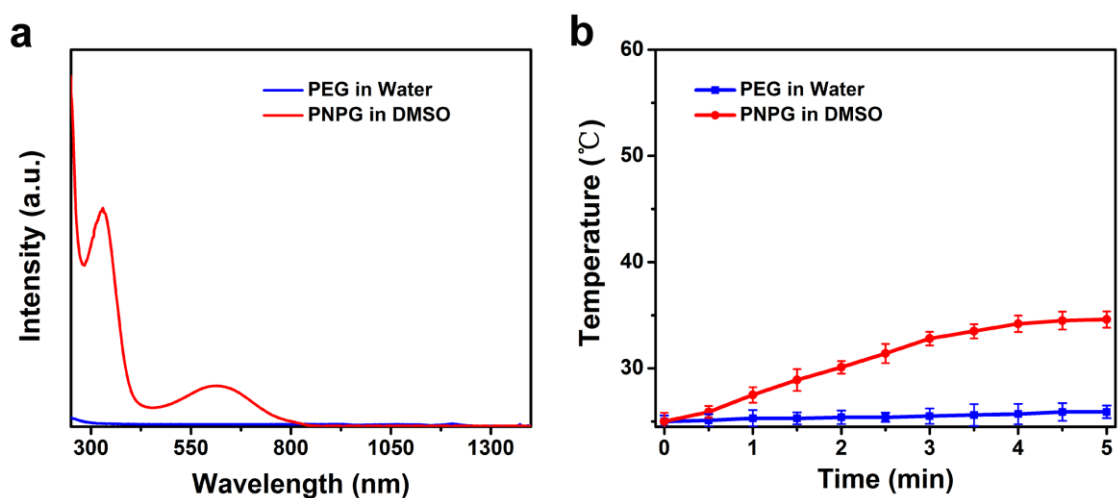 a
PEG in Water
PNPG in DMSO
Intensity (a.u.)
300 550 800 1050 1300
Wavelength (nm)
b
60
50
40
30
PEG in Water
PNPG in DMSO
Temperature (℃)
0 1 2 3 4 5
Time (min)